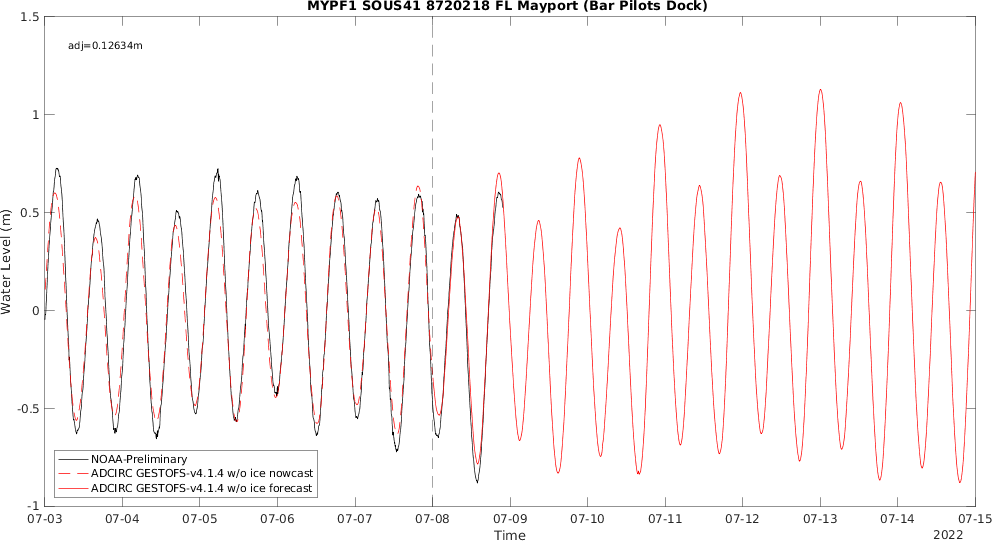 MYPF1 SOUS41 8720218 FL Mayport (Bar Pilots Dock)
1.5
adj=0.12634m
1
0.5
Water Level (m)
0
-0.5
NOAA-Preliminary
ADCIRC GESTOFS-v4.1.4 w/o ice nowcast
ADCIRC GESTOFS-v4.1.4 w/o ice forecast
-1
07-03 07-04 07-05 07-06 07-07 07-08 07-09 07-10 07-11 07-12 07-13 07-14 07-15
Time
2022